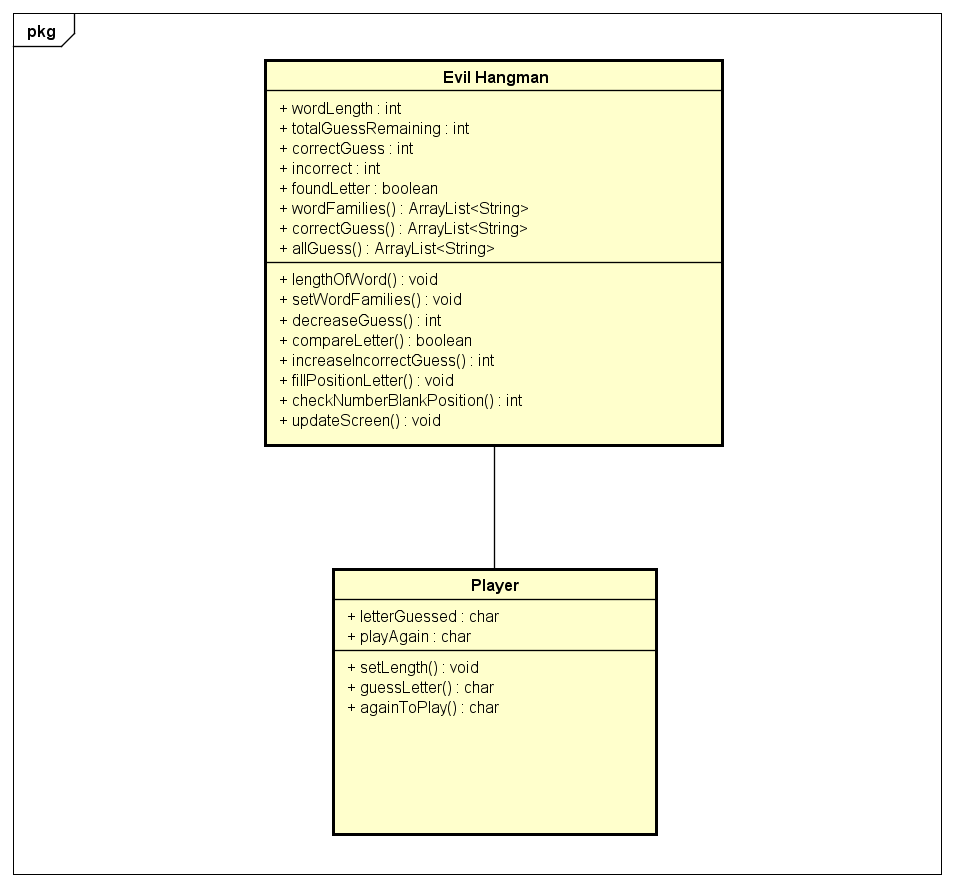 pkg
Evil Hangman
+ wordLength : int
+ totalGuessRemaining : int
+ correctGuess : int
+ incorrect : int
+ foundLetter : boolean
+ wordFamilies() : ArrayList<String>
+ correctGuess() : ArrayList<String>
+ allGuess() : ArrayList<String>
+ lengthOfWord() : void
+ setWordFamilies() : void
+ decreaseGuess() : int
+ compareLetter() : boolean
+ increaseIncorrectGuess() : int
+ fillPositionLetter() : void
+ checkNumberBlankPosition() : int
+ updateScreen() : void
Player
+ letterGuessed : char
+ playAgain : char
+ setLength() : void
+ guessLetter() : char
+ againToPlay() : char